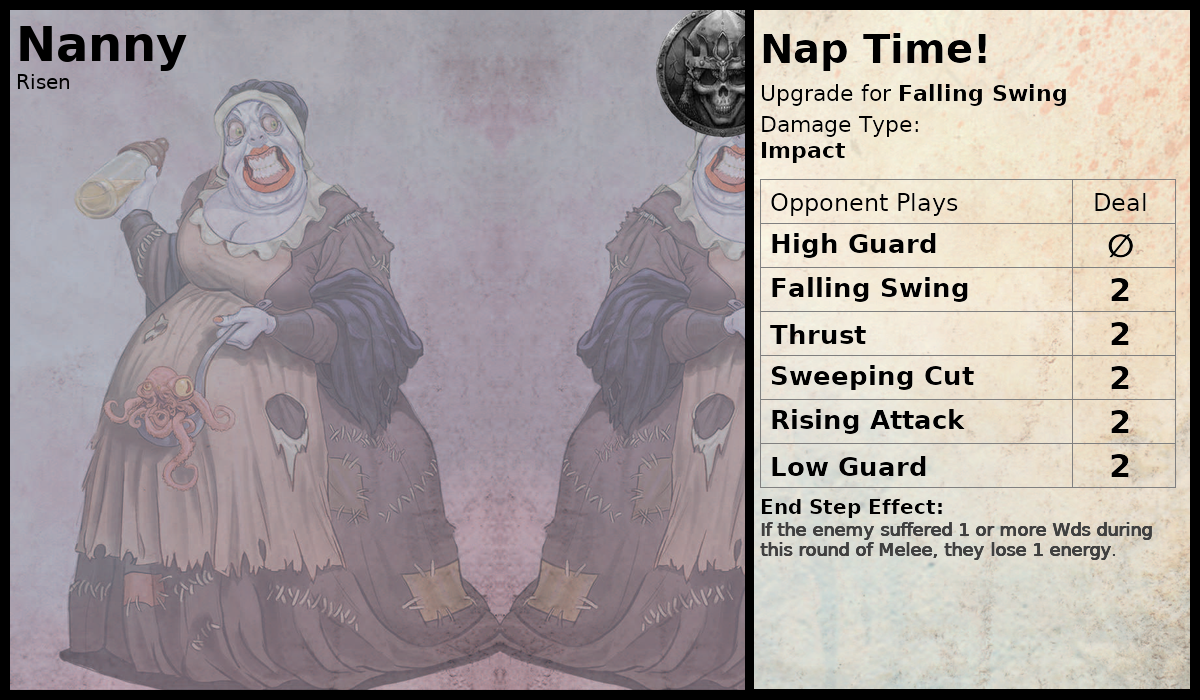 Nanny
Risen
Nap Time!
Upgrade for Falling Swing
Damage Type:
Impact
Opponent Plays Deal
High Guard ∅
Falling Swing 2
Thrust 2
Sweeping Cut 2
Rising Attack 2
Low Guard 2
End Step Effect:
If the enemy suffered 1 or more Wds during
this round of Melee, they lose 1 energy.